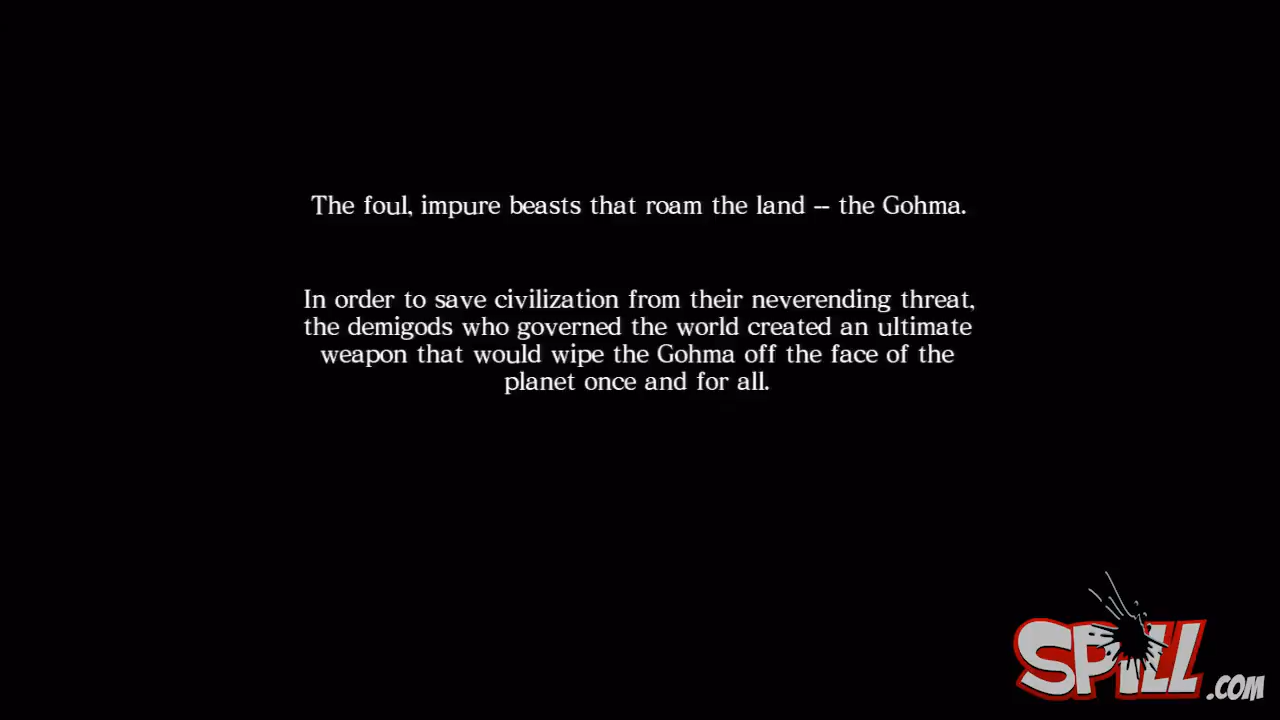 The foul, impure beasts that roam the land -- the Gohma.
In order to save civilization from their neverending threat,
the demigods who governed the world created an ultimate
weapon that would wipe the Gohma off the face of the
planet once and for all.
SPILL.COM